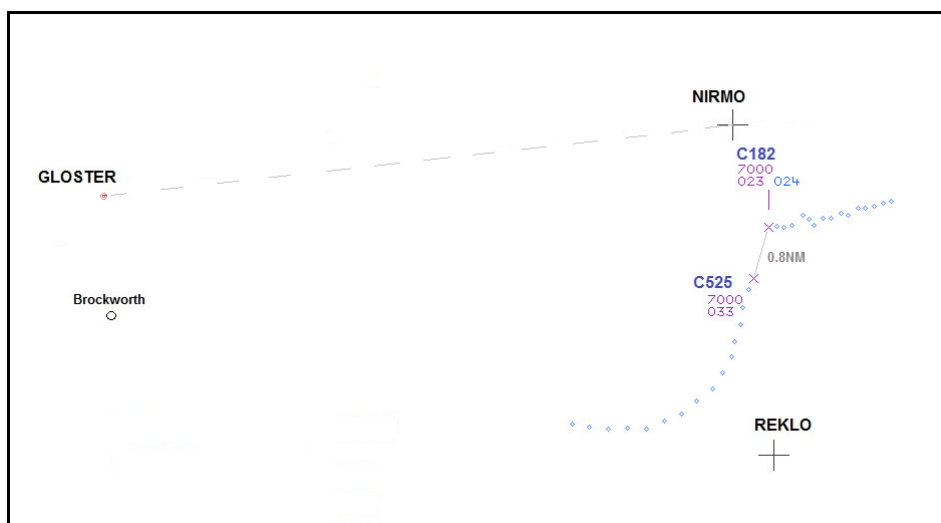 NIRMO
C182
7000
023 024
GLOSTER
0.8NM
C525
7000
033
Brockworth
REKLO